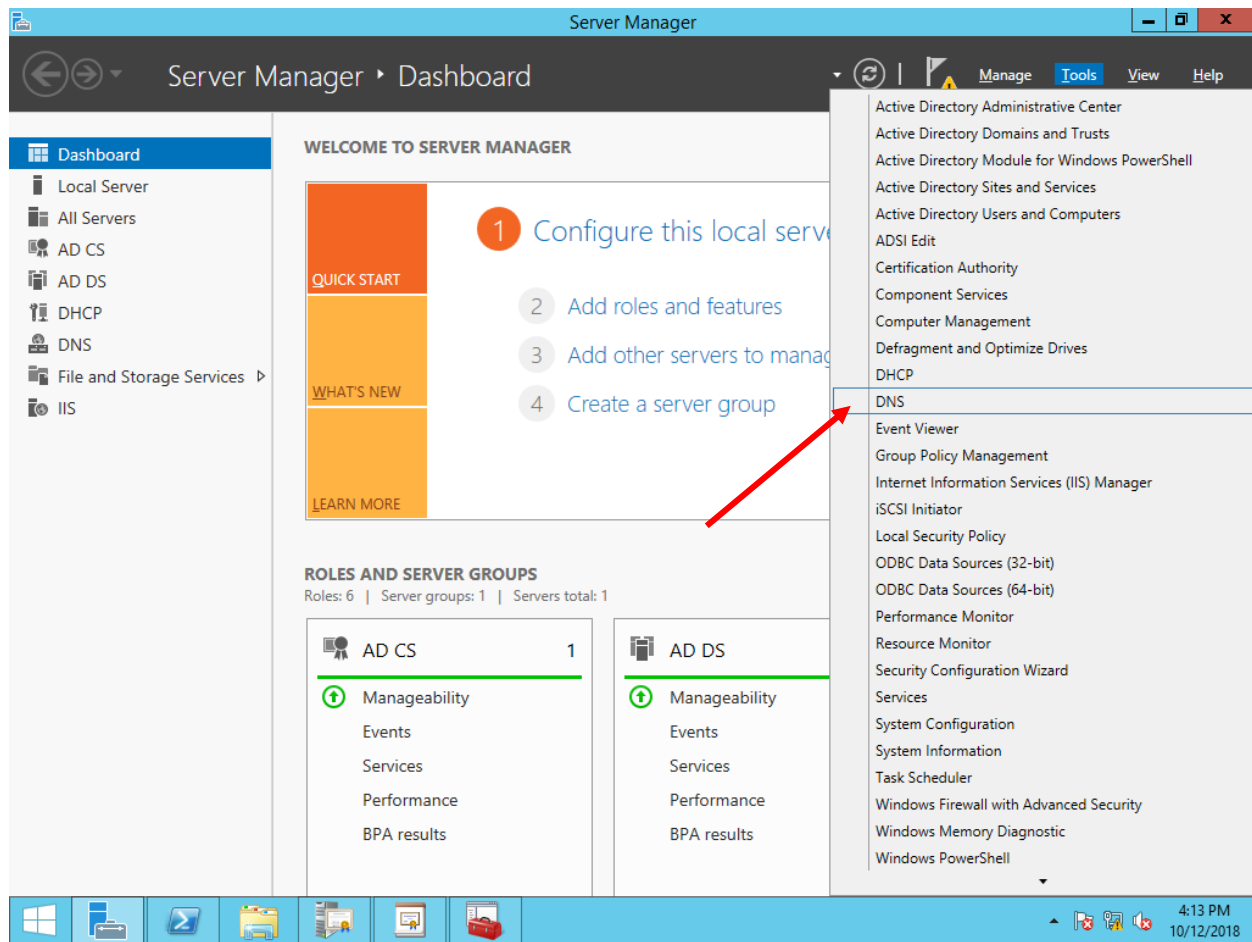 Server Manager
Server Manager ‣ Dashboard
Manage Tools View Help
Dashboard
Local Server
All Servers
AD CS
AD DS
DHCP
DNS
File and Storage Services
IIS
WELCOME TO SERVER MANAGER
QUICK START
WHAT'S NEW
LEARN MORE
1 Configure this local serve
2 Add roles and features
3 Add other servers to manag
4 Create a server group
ROLES AND SERVER GROUPS
Roles: 6 | Server groups: 1 | Servers total: 1
AD CS 1
Manageability
Events
Services
Performance
BPA results
AD DS
Manageability
Events
Services
Performance
BPA results
Active Directory Administrative Center
Active Directory Domains and Trusts
Active Directory Module for Windows PowerShell
Active Directory Sites and Services
Active Directory Users and Computers
ADSI Edit
Certification Authority
Component Services
Computer Management
Defragment and Optimize Drives
DHCP
DNS
Event Viewer
Group Policy Management
Internet Information Services (IIS) Manager
iSCSI Initiator
Local Security Policy
ODBC Data Sources (32-bit)
ODBC Data Sources (64-bit)
Performance Monitor
Resource Monitor
Security Configuration Wizard
Services
System Configuration
System Information
Task Scheduler
Windows Firewall with Advanced Security
Windows Memory Diagnostic
Windows PowerShell
4:13 PM
10/12/2018